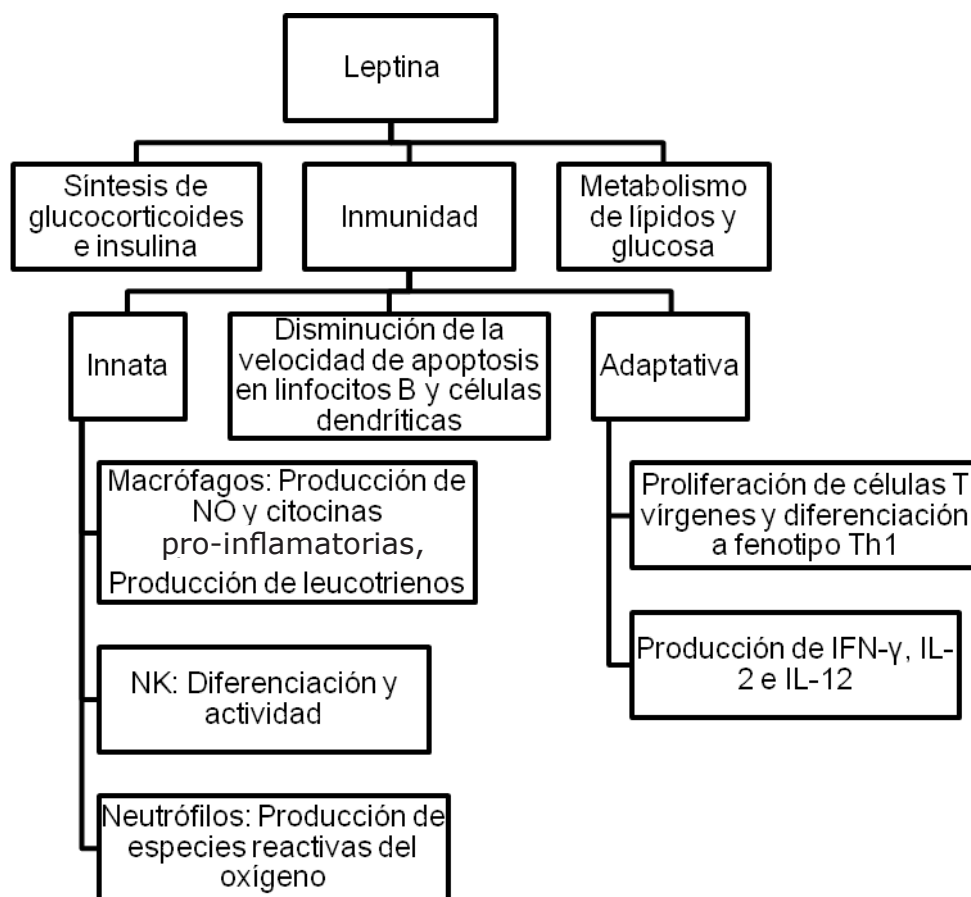 Leptina
Síntesis de
glucocorticoides
e insulina
Inmunidad
Metabolismo
de lípidos y
glucosa
Innata
Disminución de la
velocidad de apoptosis
en linfocitos B y células
dendríticas
Adaptativa
Macrófagos: Producción de
NO y citocinas
pro-inflamatorias,
Producción de leucotrienos
NK: Diferenciación y
actividad
Neutrófilos: Producción de
especies reactivas del
oxígeno
Proliferación de células T
vírgenes y diferenciación
a fenotipo Th1
Producción de IFN-γ, IL-
2 e IL-12